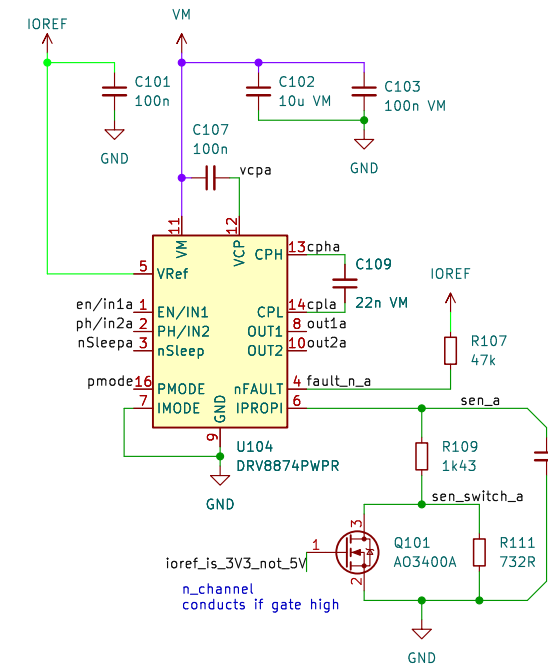 IOREF
VM
C101
100n
GND
C102
10u VM
C103
100n VM
GND
C107
100n
vcpa
11
12
VM
VCP
CPH
13
cpha
5
VRef
C109
22n VM
IOREF
en/in1a
1
EN/IN1
CPL
14
cpla
ph/in2a
2
PH/IN2
OUT1
8
out1a
nSleepa
3
nSleep
OUT2
10
out2a
R107
47k
pmode
16
PMODE
nFAULT
4
fault_n_a
7
IMODE
GND
IPROPI
6
sen_a
9
U104
DRV8874PWPR
GND
R109
1k43
sen_switch_a
3
ioref_is_3V3_not_5V
1
Q101
AO3400A
2
R111
732R
n_channel
conducts if gate high
GND